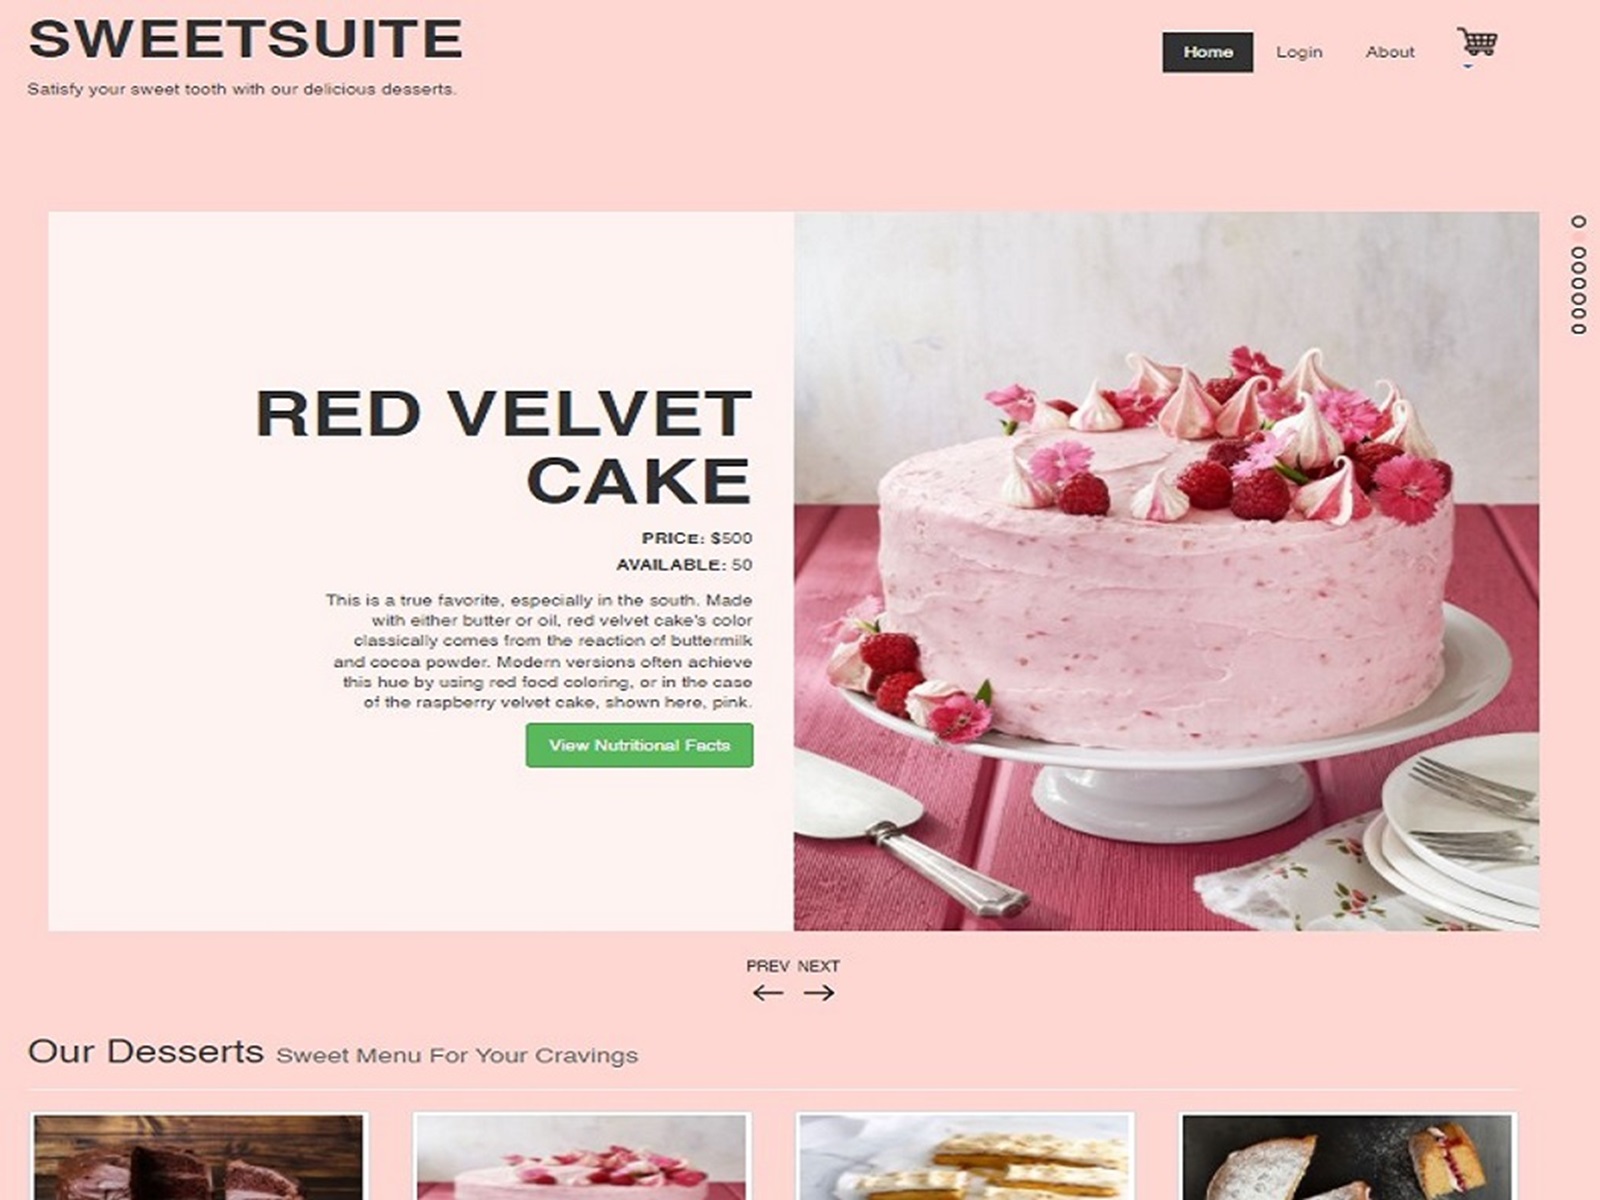 SWEETSUITE
Satisfy your sweet tooth with our delicious desserts.
Home Login About
RED VELVET
CAKE
PRICE: $500
AVAILABLE: 50
This is a true favorite, especially in the south. Made
with either butter or oil, red velvet cake's color
classically comes from the reaction of buttermilk
and cocoa powder. Modern versions often achieve
this hue by using red food coloring, or in the case
of the raspberry velvet cake, shown here, pink.
View Nutritional Facts
PREV NEXT
Our Desserts Sweet Menu For Your Cravings